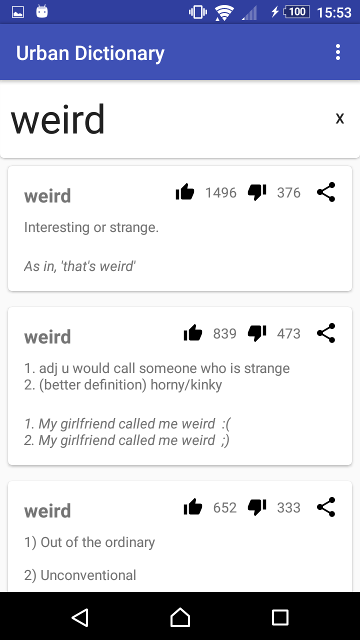 100 15:53
Urban Dictionary
weird x
weird 1496 376
Interesting or strange.
As in, 'that's weird'
weird 839 473
1. adj u would call someone who is strange
2. (better definition) horny/kinky
1. My girlfriend called me weird :(
2. My girlfriend called me weird ;)
weird 652 333
1) Out of the ordinary
2) Unconventional